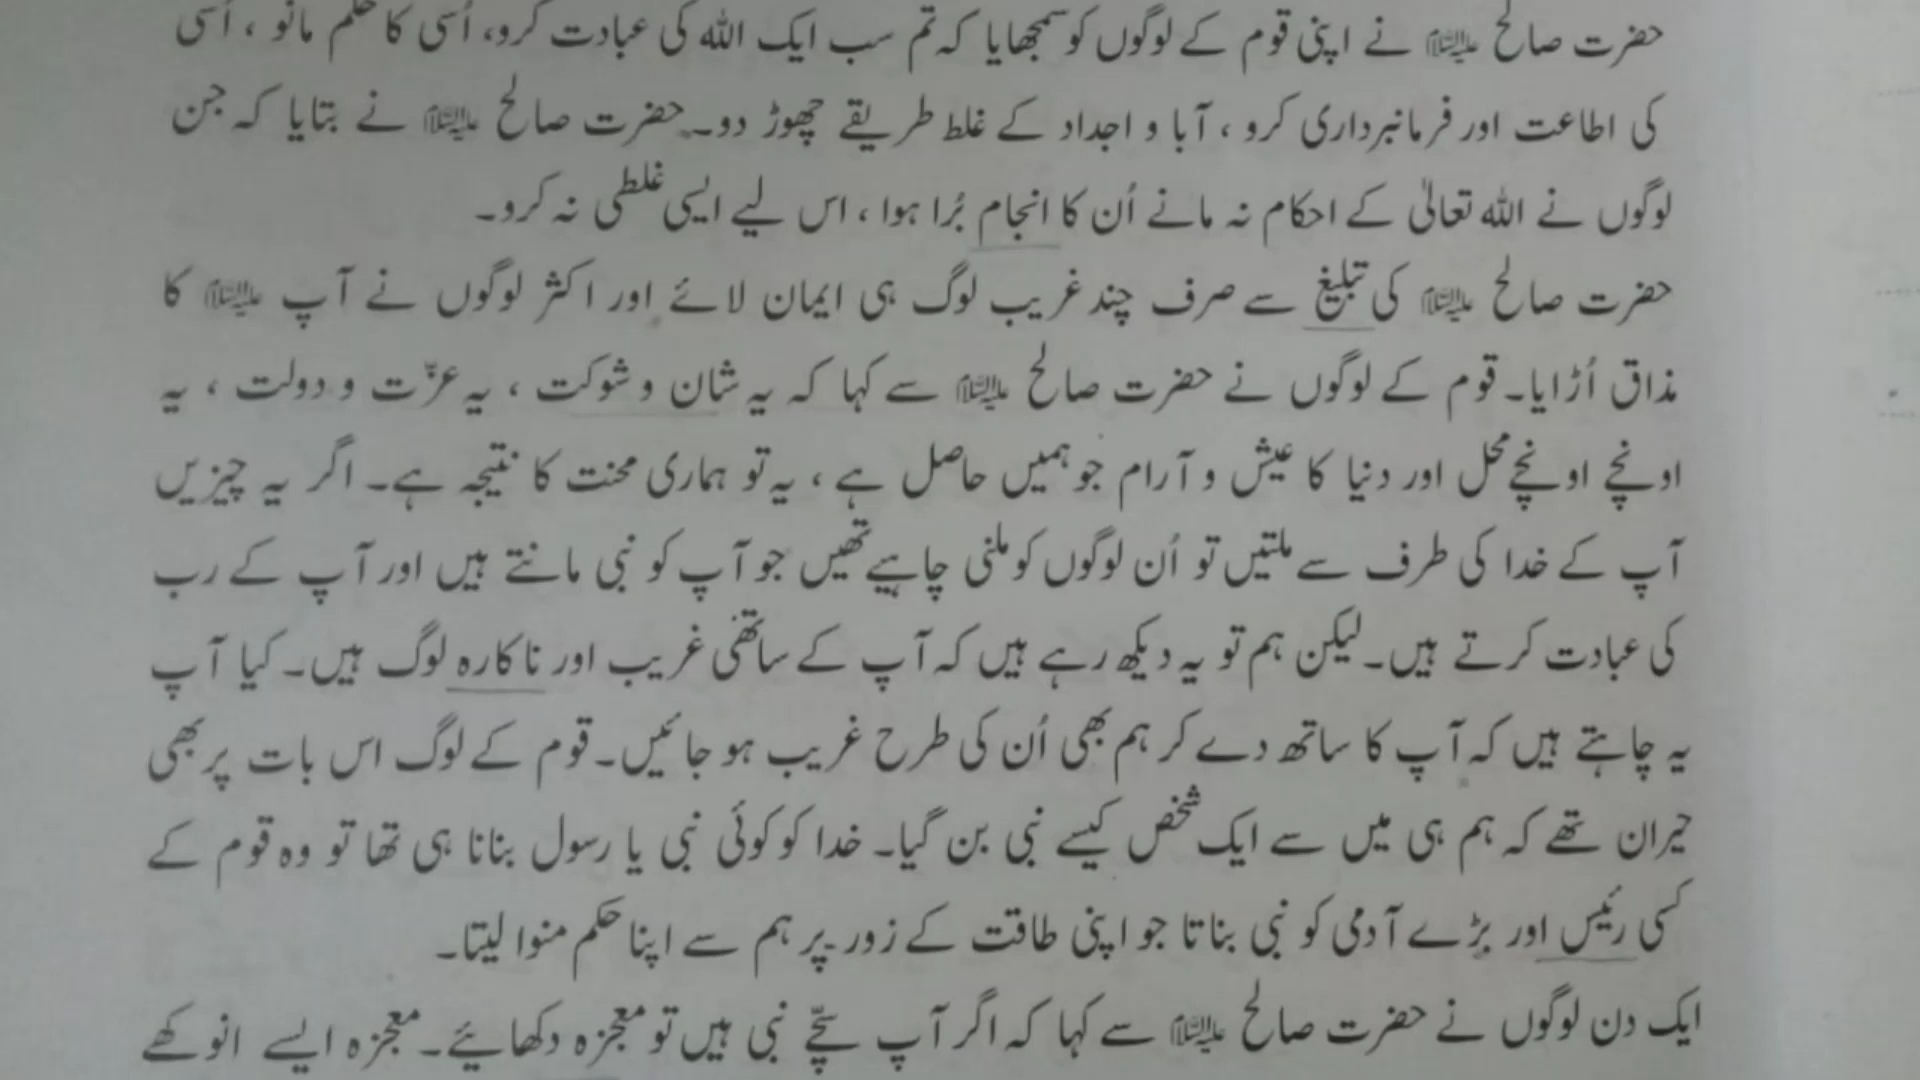 حضرت صالح علیہ السلام نے اپنی قوم کے لوگوں کو سمجھایا کہ تم سب ایک اللہ کی عبادت کرو، اُسی کا حکم مانو ، اُسی
کی اطاعت اور فرمانبرداری کرو ، آبا و اجداد کے غلط طریقے چھوڑ دو۔ حضرت صالح علیہ السلام نے بتایا کہ جن
لوگوں نے اللہ تعالیٰ کے احکام نہ مانے اُن کا انجام بُرا ہوا ، اس لیے ایسی غلطی نہ کرو۔
حضرت صالح علیہ السلام کی تبلیغ سے صرف چند غریب لوگ ہی ایمان لائے اور اکثر لوگوں نے آپ علیہ السلام کا
مذاق اُڑایا۔ قوم کے لوگوں نے حضرت صالح علیہ السلام سے کہا کہ یہ شان و شوکت ، یہ عزّت و دولت ، یہ
اونچے اونچے محل اور دنیا کا عیش و آرام جو ہمیں حاصل ہے ، یہ تو ہماری محنت کا نتیجہ ہے۔ اگر یہ چیزیں
آپ کے خدا کی طرف سے ملتیں تو اُن لوگوں کو ملنی چاہیے تھیں جو آپ کو نبی مانتے ہیں اور آپ کے رب
کی عبادت کرتے ہیں۔ لیکن ہم تو یہ دیکھ رہے ہیں کہ آپ کے ساتھی غریب اور ناکارہ لوگ ہیں۔ کیا آپ
یہ چاہتے ہیں کہ آپ کا ساتھ دے کر ہم بھی اُن کی طرح غریب ہو جائیں۔ قوم کے لوگ اس بات پر بھی
حیران تھے کہ ہم ہی میں سے ایک شخص کیسے نبی بن گیا۔ خدا کو کوئی نبی یا رسول بنانا ہی تھا تو وہ قوم کے
کسی رئیس اور بڑے آدمی کو نبی بناتا جو اپنی طاقت کے زور پر ہم سے اپنا حکم منوا لیتا۔
ایک دن لوگوں نے حضرت صالح علیہ السلام سے کہا کہ اگر آپ سچّے نبی ہیں تو معجزہ دکھائیے۔ معجزہ ایسے انوکھے